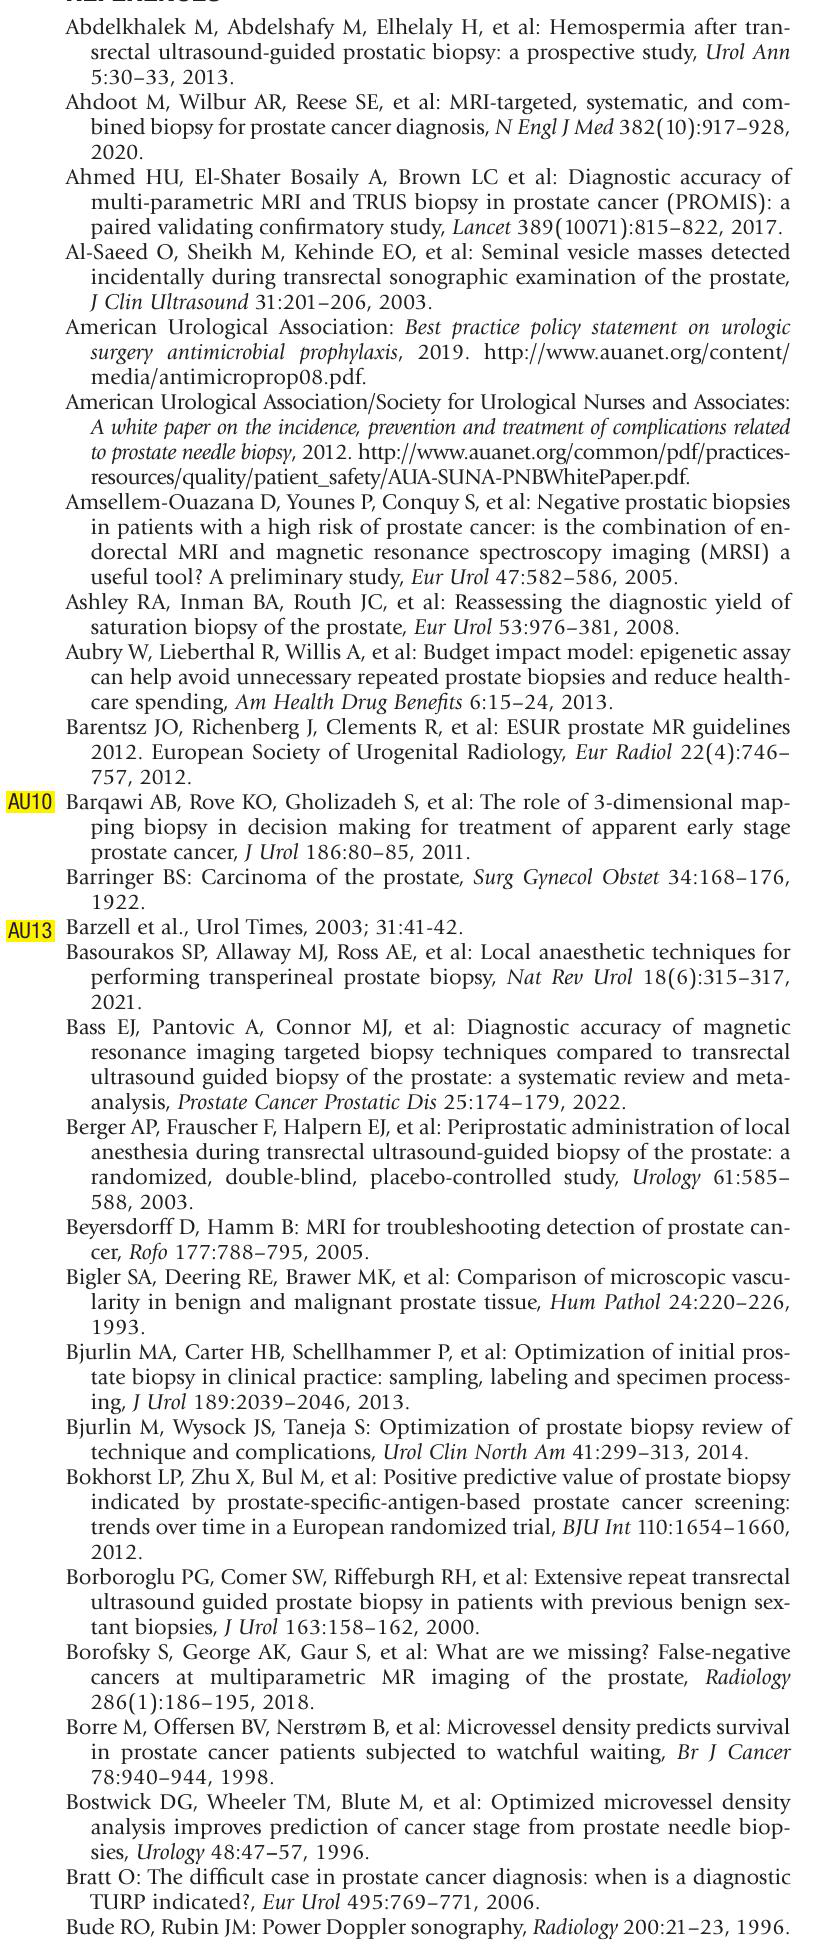 Abdelkhalek M, Abdelshafy M, Elhelaly H, et al: Hemospermia after tran-
srectal ultrasound-guided prostatic biopsy: a prospective study, Urol Ann
5:30–33, 2013.
Ahdoot M, Wilbur AR, Reese SE, et al: MRI-targeted, systematic, and com-
bined biopsy for prostate cancer diagnosis, N Engl J Med 382(10):917–928,
2020.
Ahmed HU, El-Shater Bosaily A, Brown LC et al: Diagnostic accuracy of
multi-parametric MRI and TRUS biopsy in prostate cancer (PROMIS): a
paired validating confirmatory study, Lancet 389(10071):815–822, 2017.
Al-Saeed O, Sheikh M, Kehinde EO, et al: Seminal vesicle masses detected
incidentally during transrectal sonographic examination of the prostate,
J Clin Ultrasound 31:201–206, 2003.
American Urological Association: Best practice policy statement on urologic
surgery antimicrobial prophylaxis, 2019. http://www.auanet.org/content/
media/antimicroprop08.pdf.
American Urological Association/Society for Urological Nurses and Associates:
A white paper on the incidence, prevention and treatment of complications related
to prostate needle biopsy, 2012. http://www.auanet.org/common/pdf/practices-
resources/quality/patient_safety/AUA-SUNA-PNBWhitePaper.pdf.
Amsellem-Ouazana D, Younes P, Conquy S, et al: Negative prostatic biopsies
in patients with a high risk of prostate cancer: is the combination of en-
dorectal MRI and magnetic resonance spectroscopy imaging (MRSI) a
useful tool? A preliminary study, Eur Urol 47:582–586, 2005.
Ashley RA, Inman BA, Routh JC, et al: Reassessing the diagnostic yield of
saturation biopsy of the prostate, Eur Urol 53:976–381, 2008.
Aubry W, Lieberthal R, Willis A, et al: Budget impact model: epigenetic assay
can help avoid unnecessary repeated prostate biopsies and reduce health-
care spending, Am Health Drug Benefits 6:15–24, 2013.
Barentsz JO, Richenberg J, Clements R, et al: ESUR prostate MR guidelines
2012. European Society of Urogenital Radiology, Eur Radiol 22(4):746–
757, 2012.
AU10 Barqawi AB, Rove KO, Gholizadeh S, et al: The role of 3-dimensional map-
ping biopsy in decision making for treatment of apparent early stage
prostate cancer, J Urol 186:80–85, 2011.
Barringer BS: Carcinoma of the prostate, Surg Gynecol Obstet 34:168–176,
1922.
AU13 Barzell et al., Urol Times, 2003; 31:41-42.
Basourakos SP, Allaway MJ, Ross AE, et al: Local anaesthetic techniques for
performing transperineal prostate biopsy, Nat Rev Urol 18(6):315–317,
2021.
Bass EJ, Pantovic A, Connor MJ, et al: Diagnostic accuracy of magnetic
resonance imaging targeted biopsy techniques compared to transrectal
ultrasound guided biopsy of the prostate: a systematic review and meta-
analysis, Prostate Cancer Prostatic Dis 25:174–179, 2022.
Berger AP, Frauscher F, Halpern EJ, et al: Periprostatic administration of local
anesthesia during transrectal ultrasound-guided biopsy of the prostate: a
randomized, double-blind, placebo-controlled study, Urology 61:585–
588, 2003.
Beyersdorff D, Hamm B: MRI for troubleshooting detection of prostate can-
cer, Rofo 177:788–795, 2005.
Bigler SA, Deering RE, Brawer MK, et al: Comparison of microscopic vascu-
larity in benign and malignant prostate tissue, Hum Pathol 24:220–226,
1993.
Bjurlin MA, Carter HB, Schellhammer P, et al: Optimization of initial pros-
tate biopsy in clinical practice: sampling, labeling and specimen process-
ing, J Urol 189:2039–2046, 2013.
Bjurlin M, Wysock JS, Taneja S: Optimization of prostate biopsy review of
technique and complications, Urol Clin North Am 41:299–313, 2014.
Bokhorst LP, Zhu X, Bul M, et al: Positive predictive value of prostate biopsy
indicated by prostate-specific-antigen-based prostate cancer screening:
trends over time in a European randomized trial, BJU Int 110:1654–1660,
2012.
Borboroglu PG, Comer SW, Riffeburgh RH, et al: Extensive repeat transrectal
ultrasound guided prostate biopsy in patients with previous benign sex-
tant biopsies, J Urol 163:158–162, 2000.
Borofsky S, George AK, Gaur S, et al: What are we missing? False-negative
cancers at multiparametric MR imaging of the prostate, Radiology
286(1):186–195, 2018.
Borre M, Offersen BV, Nerstrøm B, et al: Microvessel density predicts survival
in prostate cancer patients subjected to watchful waiting, Br J Cancer
78:940–944, 1998.
Bostwick DG, Wheeler TM, Blute M, et al: Optimized microvessel density
analysis improves prediction of cancer stage from prostate needle biop-
sies, Urology 48:47–57, 1996.
Bratt O: The difficult case in prostate cancer diagnosis: when is a diagnostic
TURP indicated?, Eur Urol 495:769–771, 2006.
Bude RO, Rubin JM: Power Doppler sonography, Radiology 200:21–23, 1996.